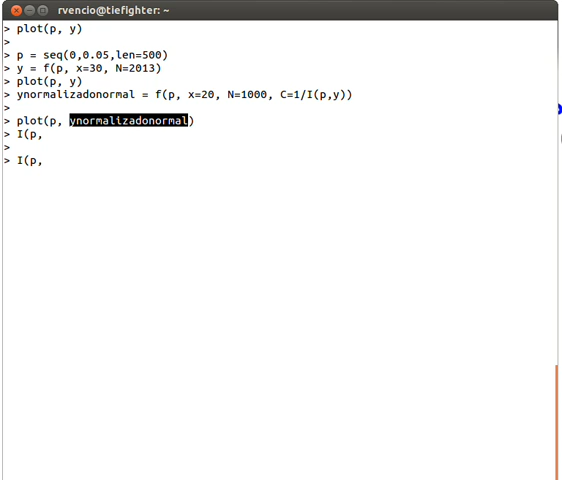 rvencio@tiefighter: ~
> plot(p, y)
>
> p = seq(0,0.05,len=500)
> y = f(p, x=30, N=2013)
> plot(p, y)
> ynormalizadonormal = f(p, x=20, N=1000, C=1/I(p,y))
>
> plot(p, ynormalizadonormal)
> I(p,
>
> I(p,